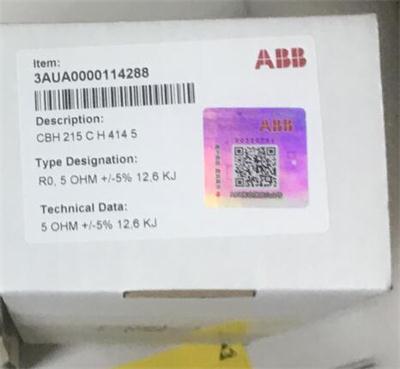 Item:
ABB
3AUA0000114288
Description:
CBH 215 C H 414 5
ABB
Type Designation:
R0, 5 OHM +/-5% 12,6 KJ
Technical Data:
5 OHM +/-5% 12,6 KJ